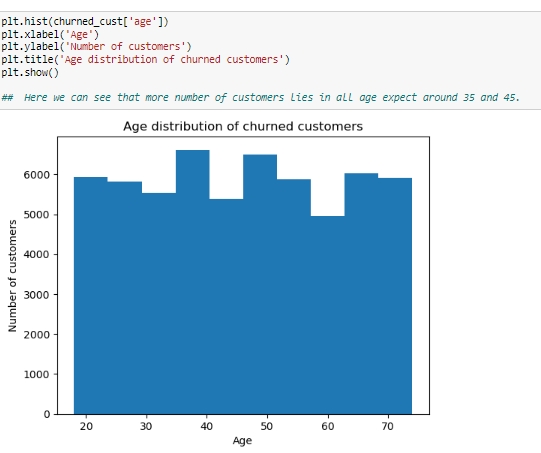 plt.hist(churned_cust['age'])
plt.xlabel('Age')
plt.ylabel('Number of customers')
plt.title('Age distribution of churned customers')
plt.show()
## Here we can see that more number of customers lies in all age expect around 35 and 45.
Age distribution of churned customers
Number of customers
6000
5000
4000
3000
2000
1000
0
20 30 40 50 60 70
Age